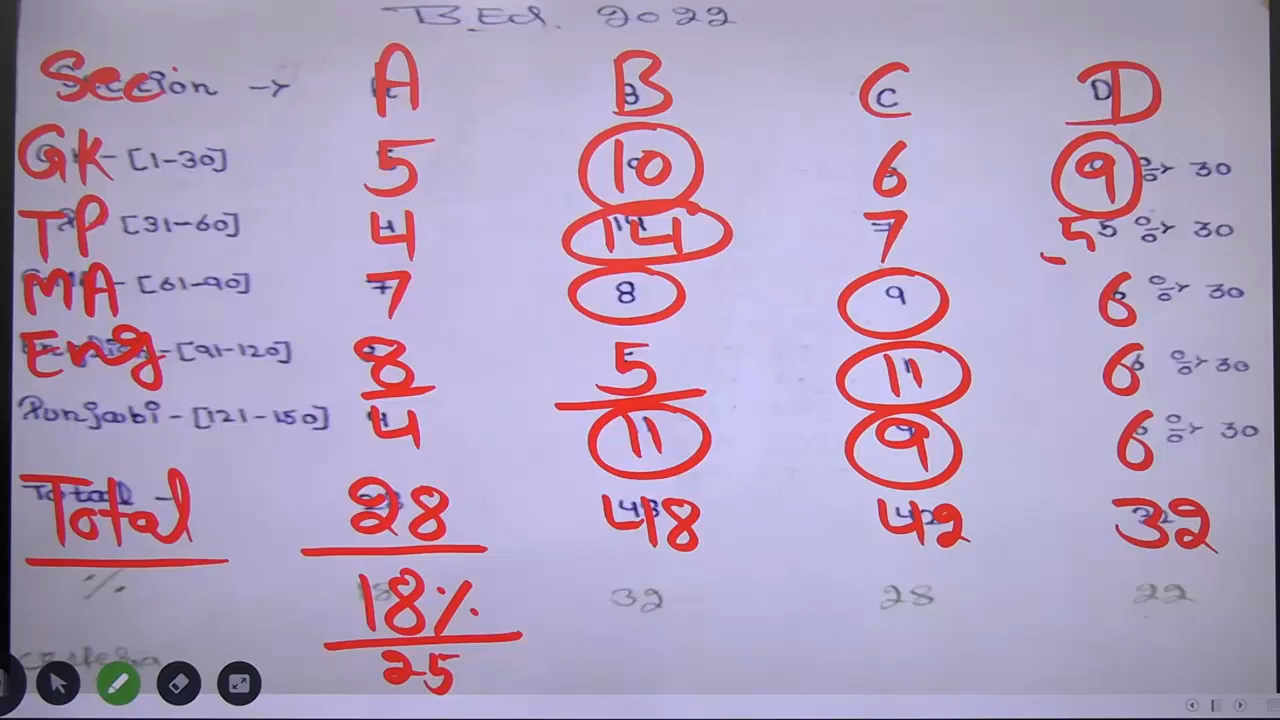 B.Ed. 2022
Section -> A B C D
GK - [1-30] 5 10 6 9 => 30
TP [31-60] 4 14 7 5 => 30
MA - [61-90] 7 8 9 6 => 30
Eng - [91-120] 8 5 11 6 => 30
Punjabi - [121-150] 4 11 9 6 => 30
Total - 28 48 42 32
% 18% 32 28 22
25